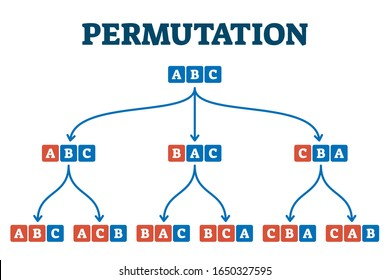 PERMUTATION
ABC
ABC BAC CBA
ABC ACB BAC BCA CBA CAB
shutterstock.com · 1650327595